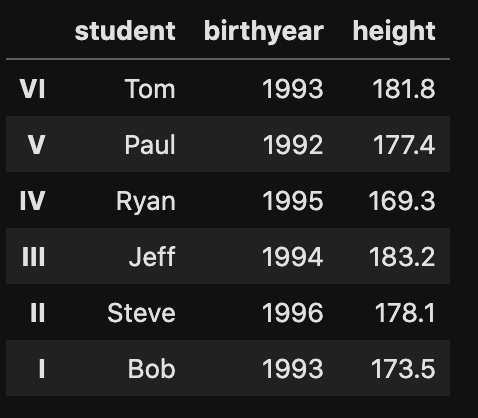 student birthyear height
VI Tom 1993 181.8
V Paul 1992 177.4
IV Ryan 1995 169.3
III Jeff 1994 183.2
II Steve 1996 178.1
I Bob 1993 173.5